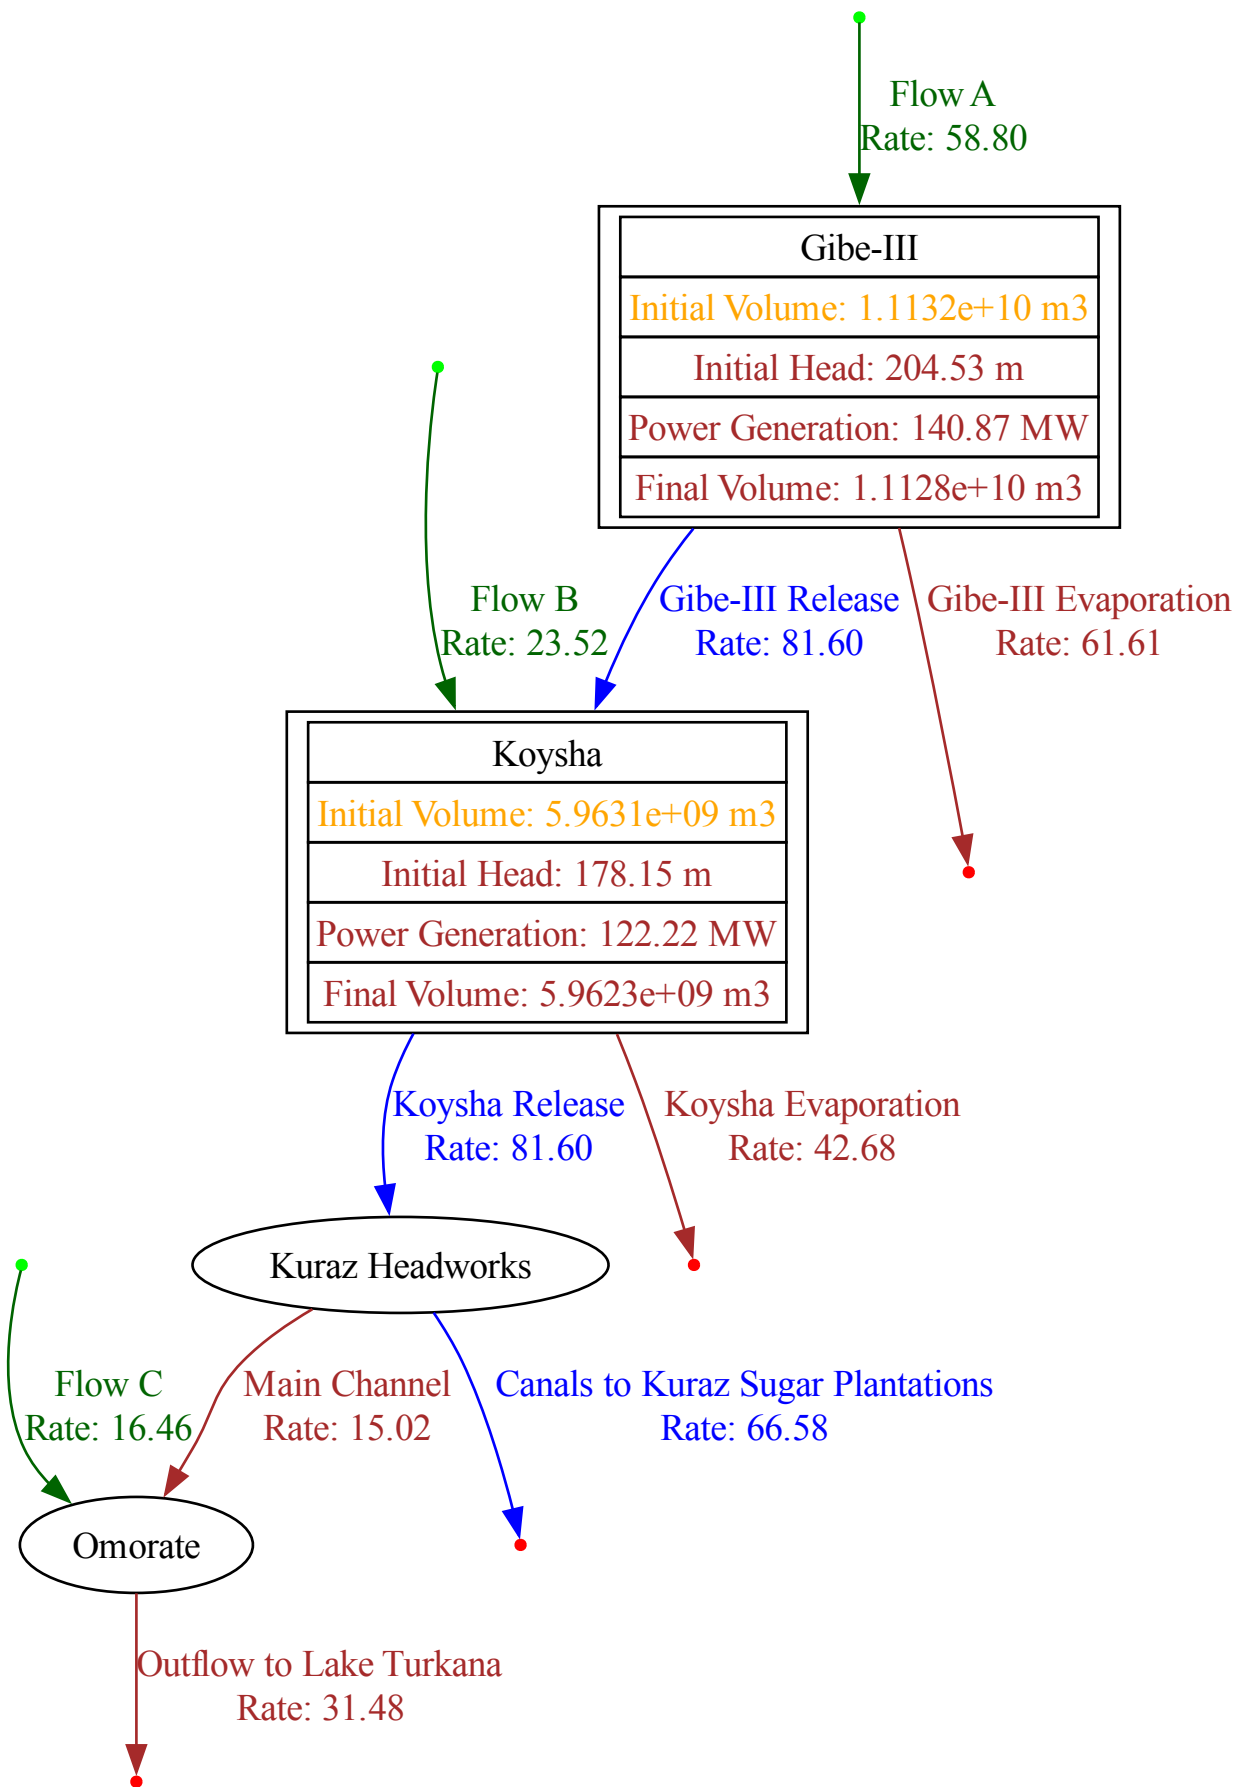 Flow A
Rate: 58.80
Gibe-III
Initial Volume: 1.1132e+10 m3
Initial Head: 204.53 m
Power Generation: 140.87 MW
Final Volume: 1.1128e+10 m3
Flow B
Rate: 23.52
Gibe-III Release
Rate: 81.60
Gibe-III Evaporation
Rate: 61.61
Koysha
Initial Volume: 5.9631e+09 m3
Initial Head: 178.15 m
Power Generation: 122.22 MW
Final Volume: 5.9623e+09 m3
Koysha Release
Rate: 81.60
Koysha Evaporation
Rate: 42.68
Kuraz Headworks
Flow C
Rate: 16.46
Main Channel
Rate: 15.02
Canals to Kuraz Sugar Plantations
Rate: 66.58
Omorate
Outflow to Lake Turkana
Rate: 31.48